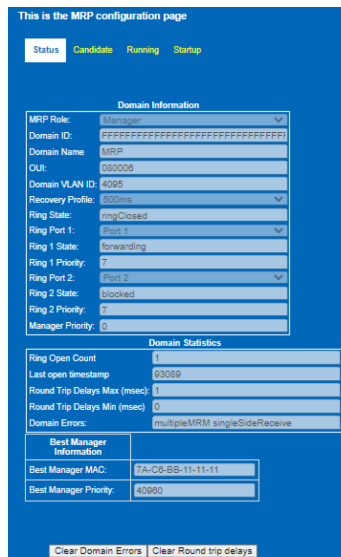 This is the MRP configuration page
Status Candidate Running Startup
Domain Information
MRP Role: Manager
Domain ID: FFFFFFFFFFFFFFFFFFFFFFFFFFFFFFFF
Domain Name MRP
OUI: 080006
Domain VLAN ID: 4095
Recovery Profile: 500ms
Ring State: ringClosed
Ring Port 1: Port 1
Ring 1 State: forwarding
Ring 1 Priority: 7
Ring Port 2: Port 2
Ring 2 State: blocked
Ring 2 Priority: 7
Manager Priority: 0
Domain Statistics
Ring Open Count 1
Last open timestamp 93089
Round Trip Delays Max (msec): 1
Round Trip Delays Min (msec) 0
Domain Errors: multipleMRM singleSideReceive
Best Manager
Information
Best Manager MAC: 7A-C6-BB-11-11-11
Best Manager Priority: 40960
Clear Domain Errors Clear Round trip delays